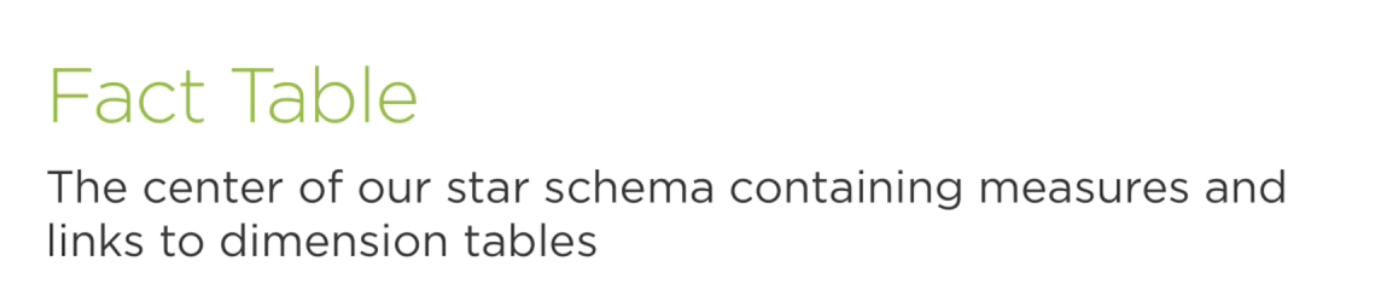 Fact Table
The center of our star schema containing measures and
links to dimension tables